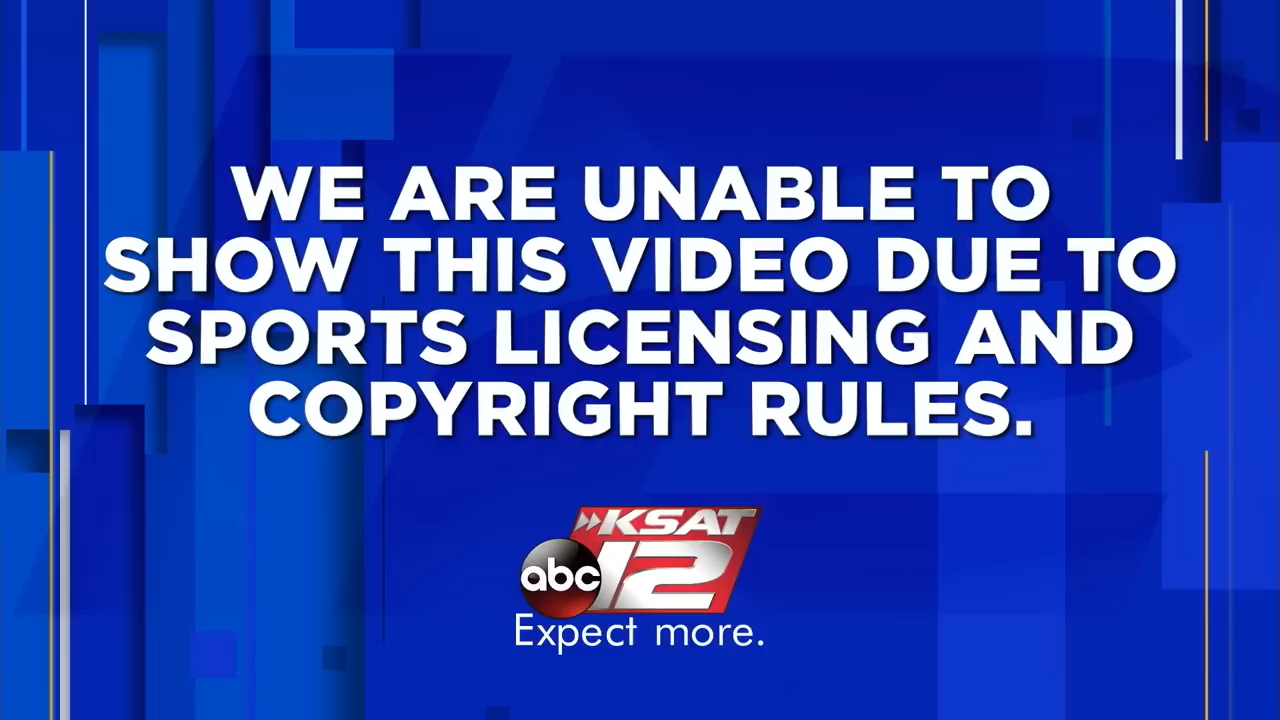 WE ARE UNABLE TO
SHOW THIS VIDEO DUE TO
SPORTS LICENSING AND
COPYRIGHT RULES.
KSAT
abc 12
Expect more.